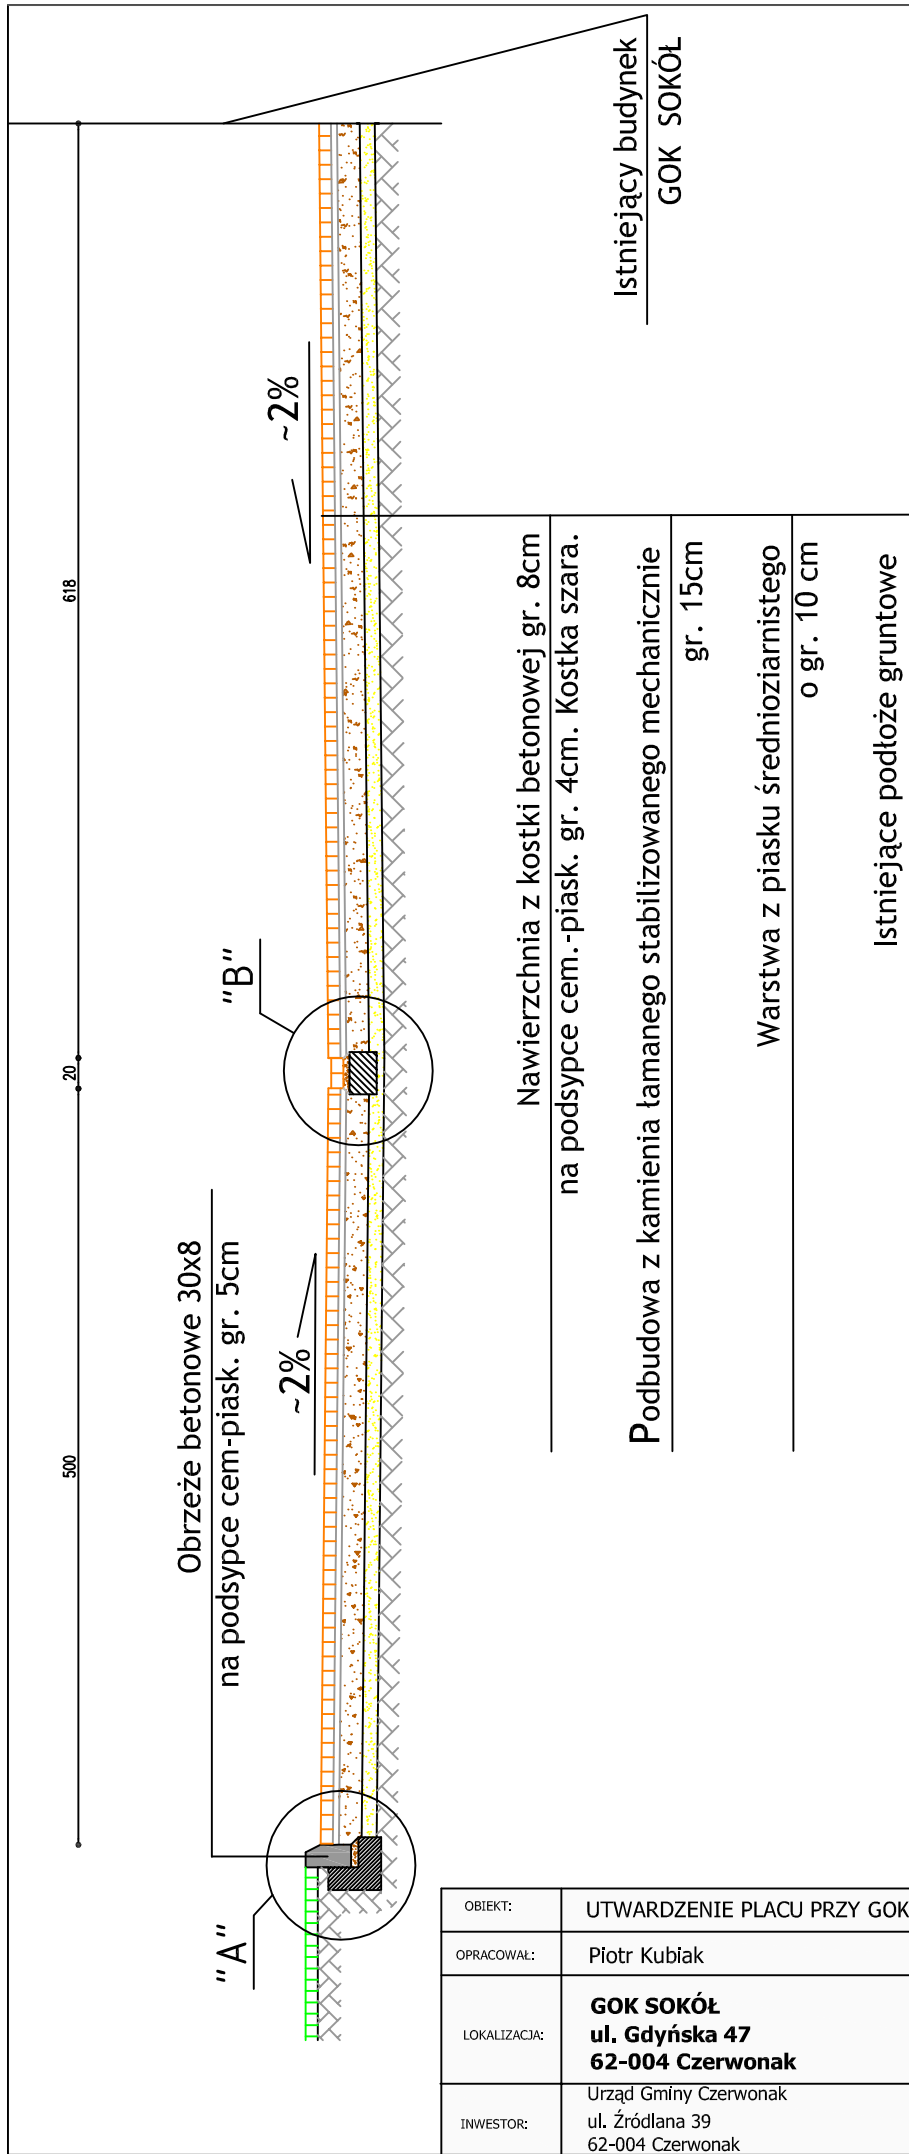 Istniejący budynek
GOK SOKÓŁ
~2%
618
"B"
20
500
Obrzeże betonowe 30x8
na podsypce cem-piask. gr. 5cm
~2%
"A"
Nawierzchnia z kostki betonowej gr. 8cm
na podsypce cem.-piask. gr. 4cm. Kostka szara.
Podbudowa z kamienia łamanego stabilizowanego mechanicznie
gr. 15cm
Warstwa z piasku średnioziarnistego
o gr. 10 cm
Istniejące podłoże gruntowe
OBIEKT: UTWARDZENIE PLACU PRZY GOK
OPRACOWAŁ: Piotr Kubiak
LOKALIZACJA: GOK SOKÓŁ
ul. Gdyńska 47
62-004 Czerwonak
INWESTOR: Urząd Gminy Czerwonak
ul. Źródlana 39
62-004 Czerwonak